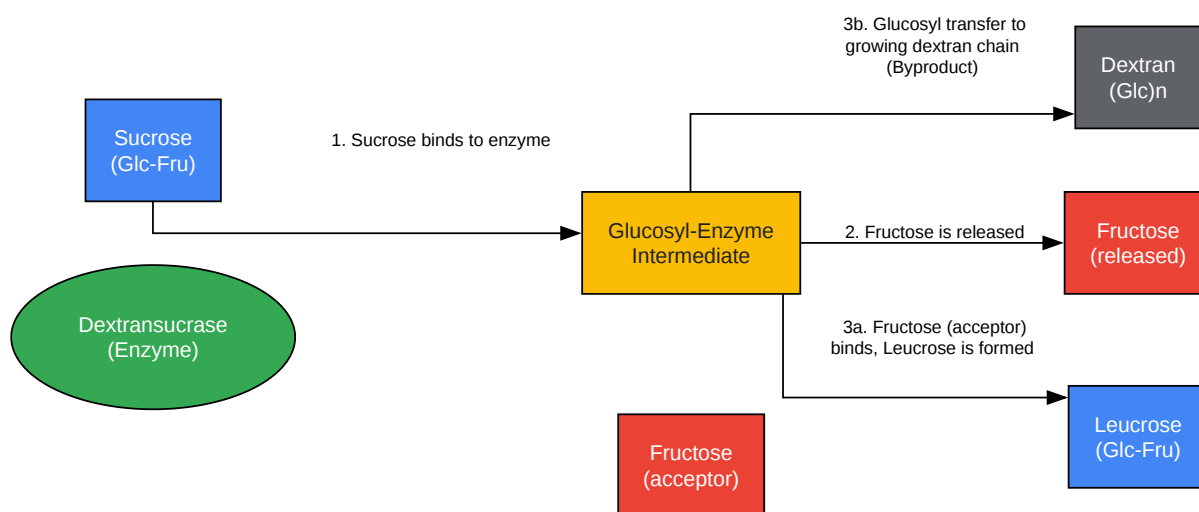 3b. Glucosyl transfer to
growing dextran chain
(Byproduct)
Dextran
(Glc)n
Sucrose
(Glc-Fru)
1. Sucrose binds to enzyme
Glucosyl-Enzyme
Intermediate
2. Fructose is released
Fructose
(released)
Dextransucrase
(Enzyme)
3a. Fructose (acceptor)
binds, Leucrose is formed
Leucrose
(Glc-Fru)
Fructose
(acceptor)